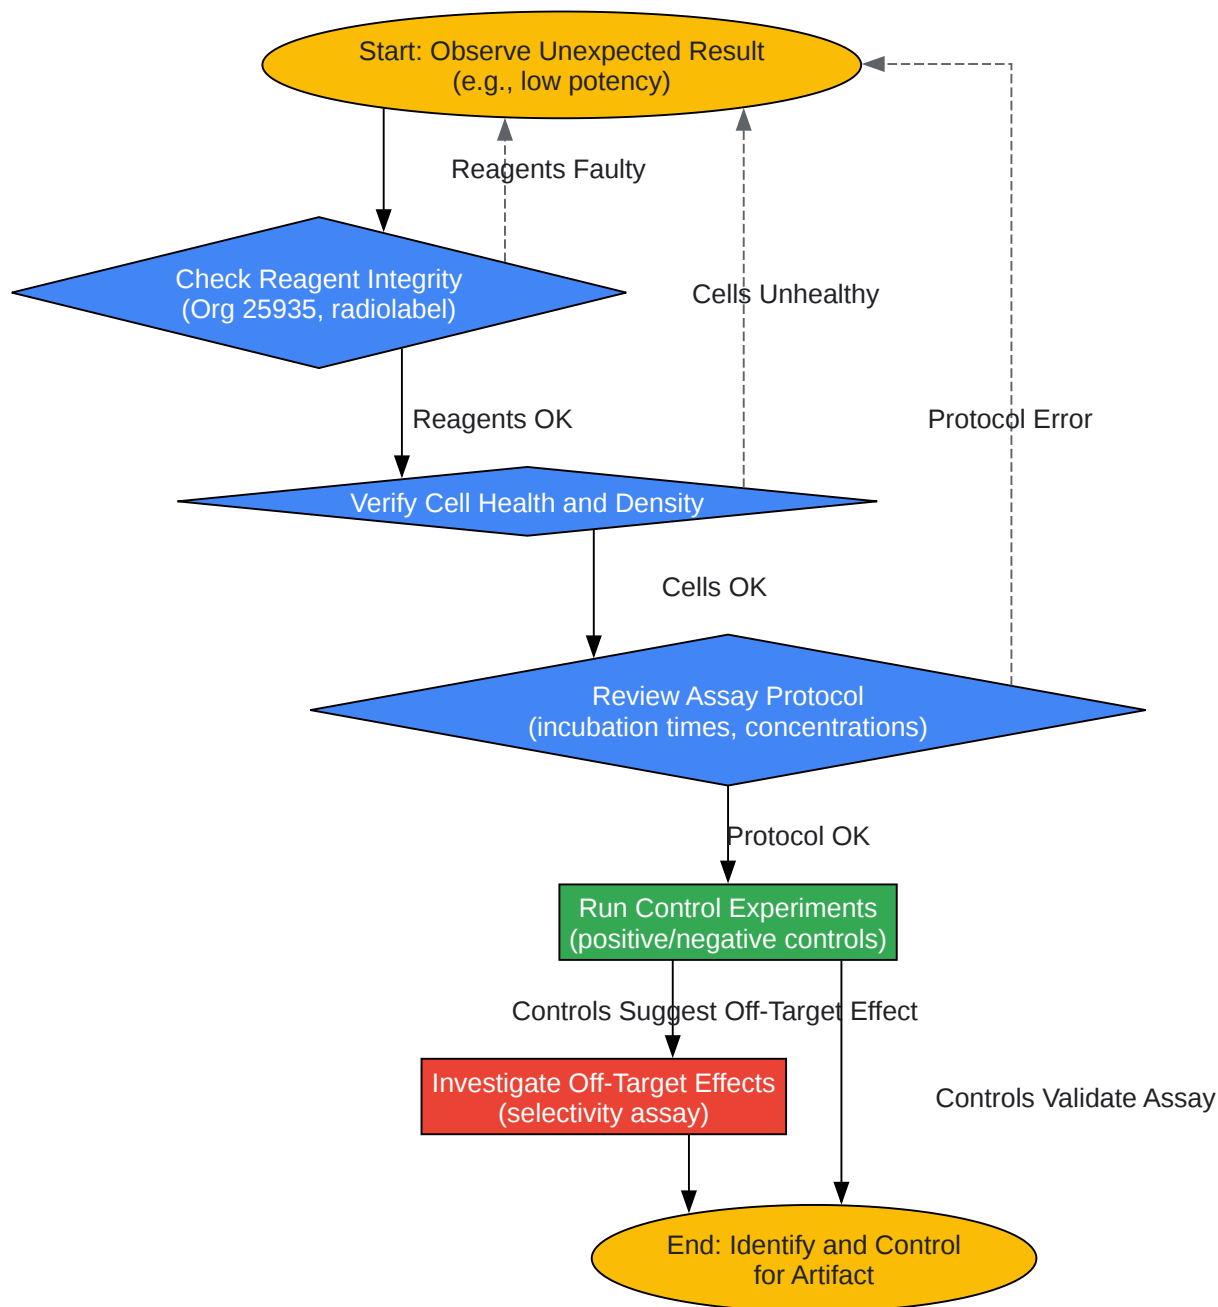 Start: Observe Unexpected Result
(e.g., low potency)
Reagents Faulty
Check Reagent Integrity
(Org 25935, radiolabel)
Cells Unhealthy
Reagents OK
Protocol Error
Verify Cell Health and Density
Cells OK
Review Assay Protocol
(incubation times, concentrations)
Protocol OK
Run Control Experiments
(positive/negative controls)
Controls Suggest Off-Target Effect
Investigate Off-Target Effects
(selectivity assay)
Controls Validate Assay
End: Identify and Control
for Artifact